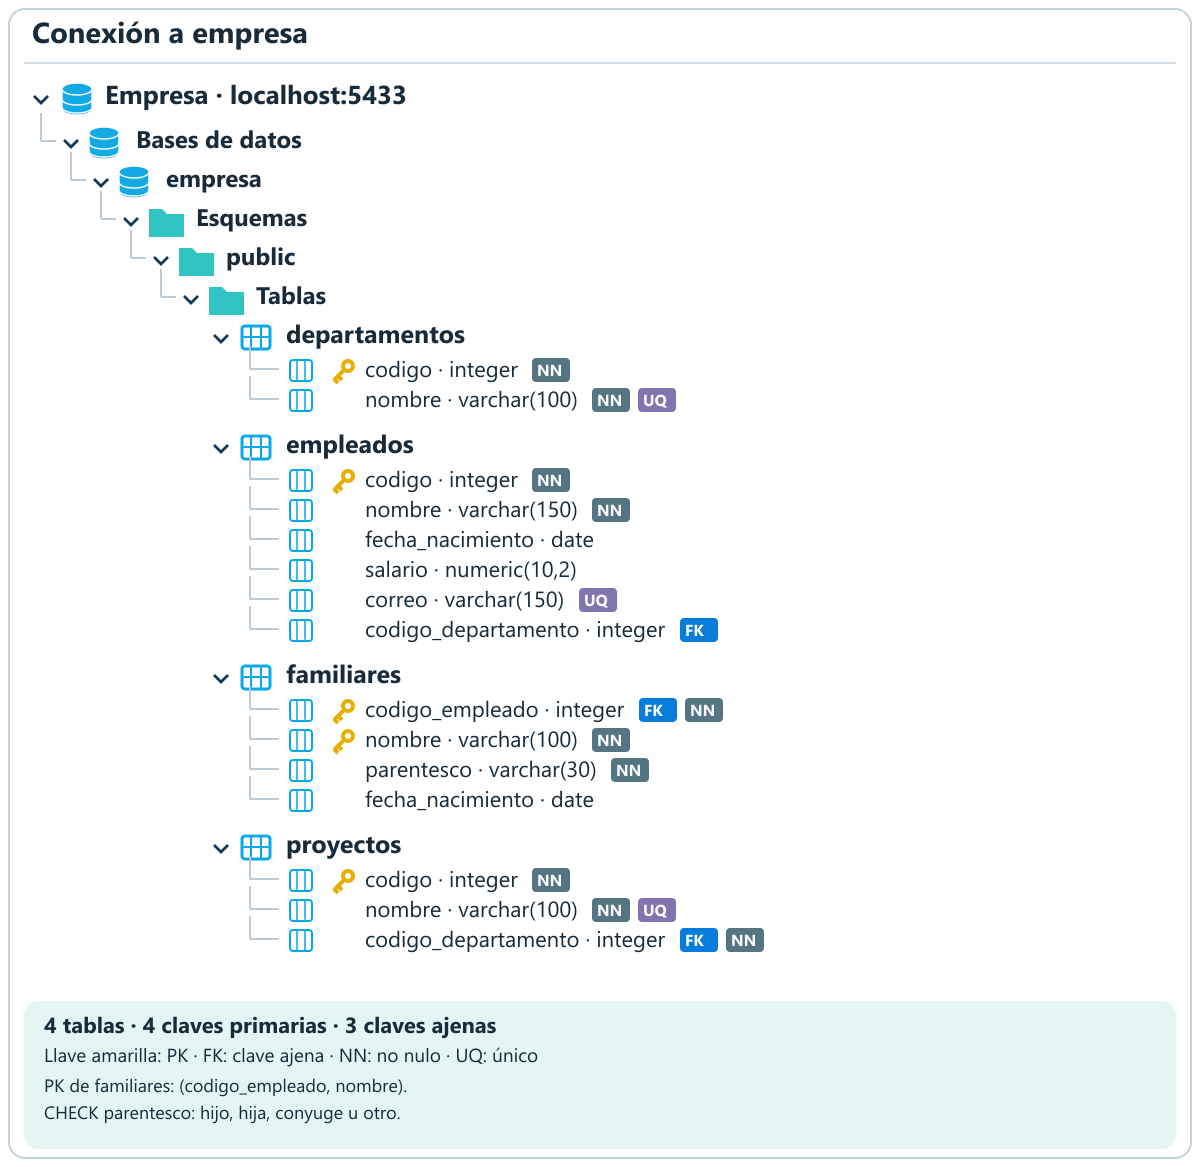 Conexión a empresa
Empresa · localhost:5433
Bases de datos
empresa
Esquemas
public
Tablas
departamentos
codigo · integer NN
nombre · varchar(100) NN UQ
empleados
codigo · integer NN
nombre · varchar(150) NN
fecha_nacimiento · date
salario · numeric(10,2)
correo · varchar(150) UQ
codigo_departamento · integer FK
familiares
codigo_empleado · integer FK NN
nombre · varchar(100) NN
parentesco · varchar(30) NN
fecha_nacimiento · date
proyectos
codigo · integer NN
nombre · varchar(100) NN UQ
codigo_departamento · integer FK NN
4 tablas · 4 claves primarias · 3 claves ajenas
Llave amarilla: PK · FK: clave ajena · NN: no nulo · UQ: único
PK de familiares: (codigo_empleado, nombre).
CHECK parentesco: hijo, hija, conyuge u otro.